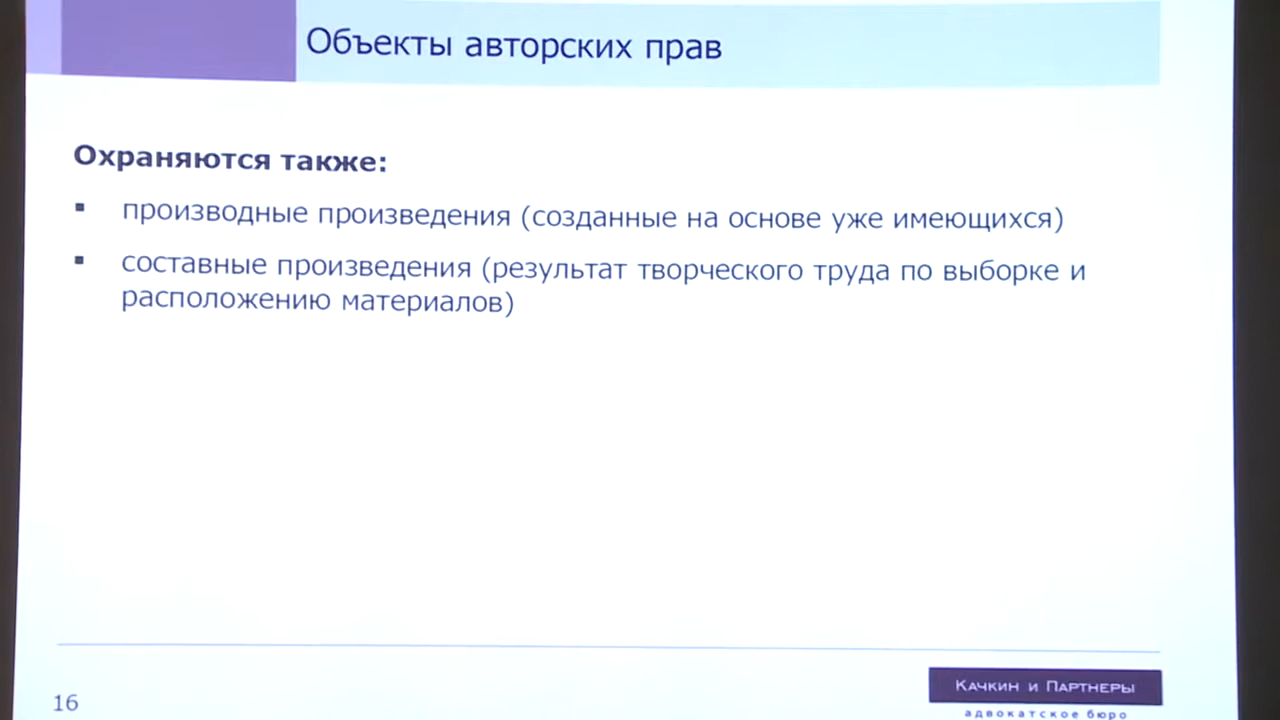 Объекты авторских прав
Охраняются также:
▪ производные произведения (созданные на основе уже имеющихся)
▪ составные произведения (результат творческого труда по выборке и
расположению материалов)
16
Качкин и Партнеры
адвокатское бюро